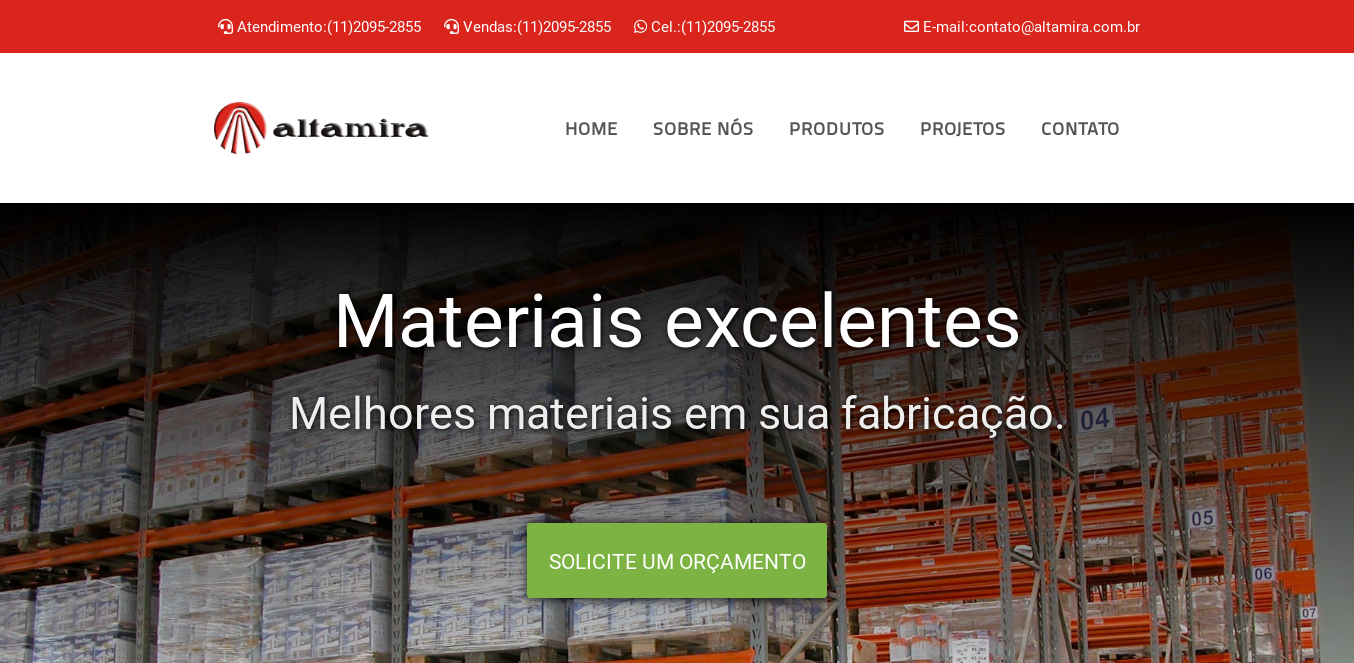 Atendimento:(11)2095-2855 Vendas:(11)2095-2855 Cel.:(11)2095-2855 E-mail:contato@altamira.com.br
altamira
HOME SOBRE NÓS PRODUTOS PROJETOS CONTATO
Materiais excelentes
Melhores materiais em sua fabricação.
04
05
SOLICITE UM ORÇAMENTO
06
07